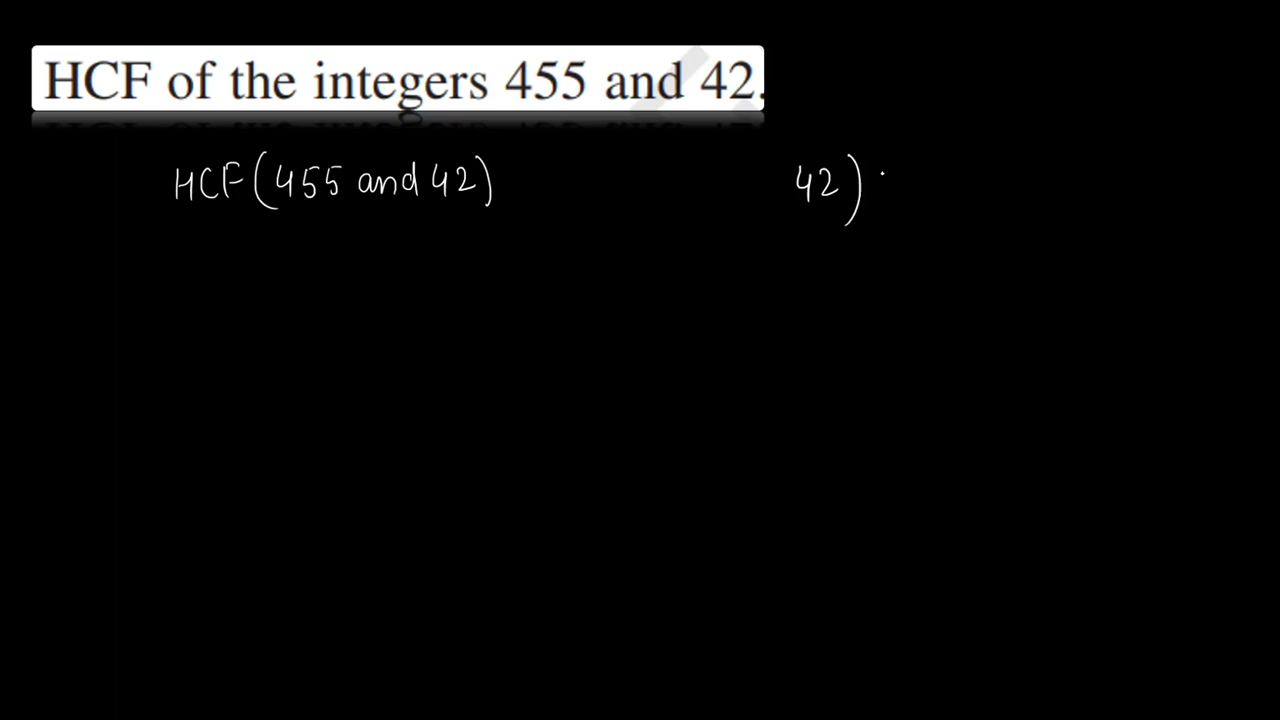 HCF of the integers 455 and 42.
HCF (455 and 42)
42)